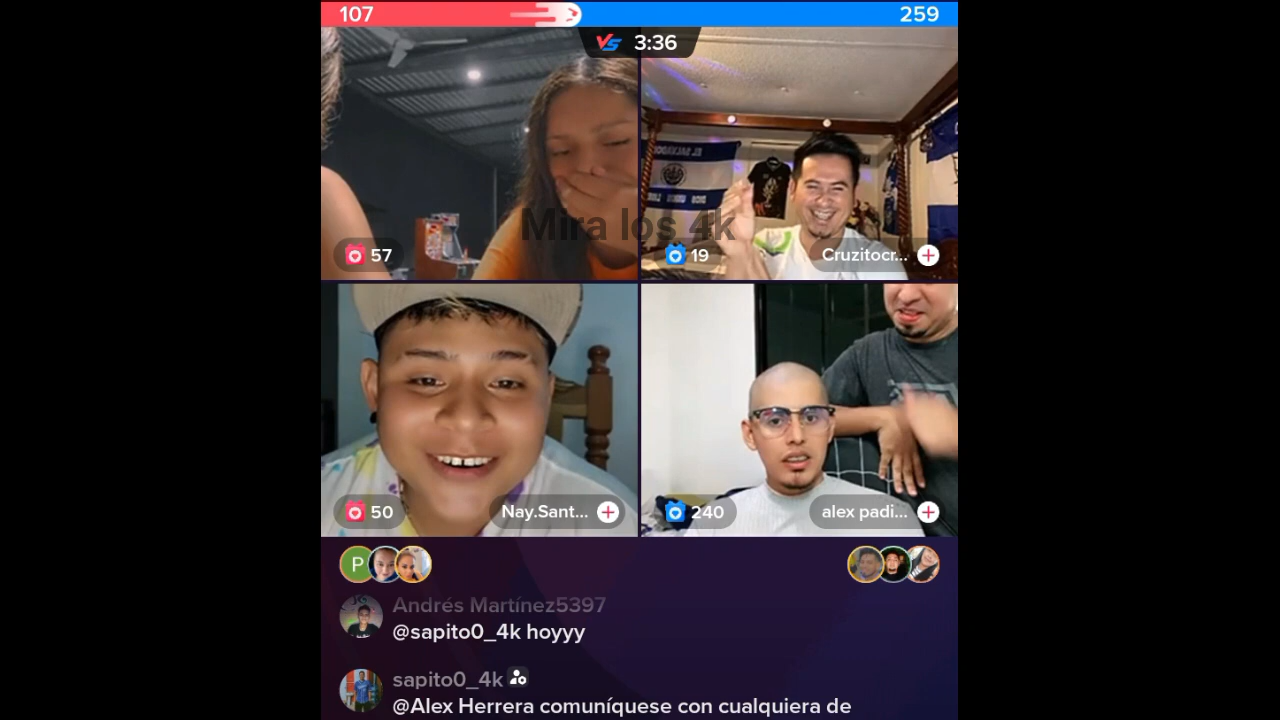 107
259
VS 3:36
Mira los 4k
57
19
Cruzitocr...
50
Nay.Sant...
240
alex padi...
P
Andrés Martínez5397
@sapito0_4k hoyyy
sapito0_4k
@Alex Herrera comuníquese con cualquiera de